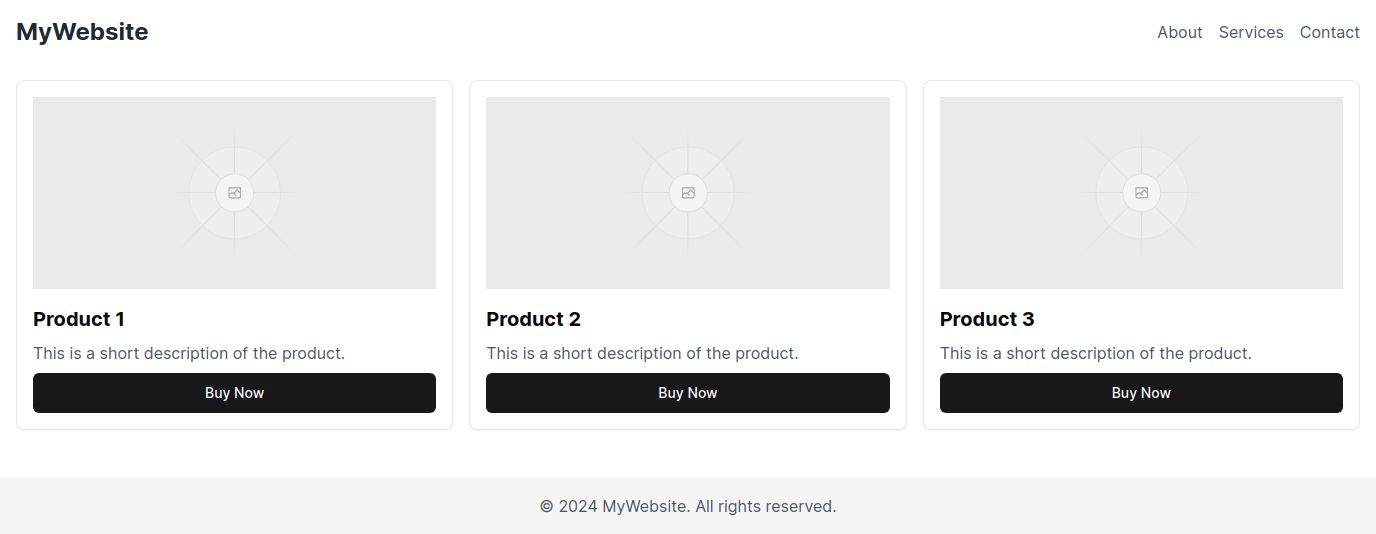 MyWebsite
About Services Contact
Product 1
This is a short description of the product.
Buy Now
Product 2
This is a short description of the product.
Buy Now
Product 3
This is a short description of the product.
Buy Now
© 2024 MyWebsite. All rights reserved.